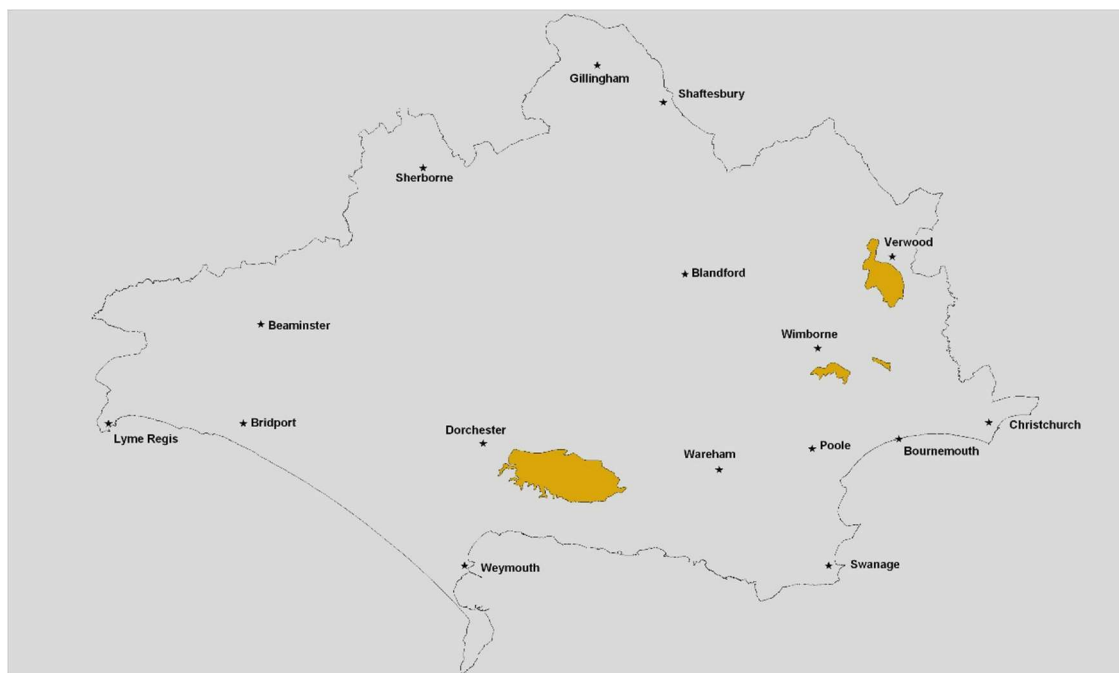 Gillingham
Shaftesbury
Sherborne
Verwood
Blandford
Beaminster
Wimborne
Lyme Regis
Bridport
Dorchester
Wareham
Poole
Bournemouth
Christchurch
Weymouth
Swanage